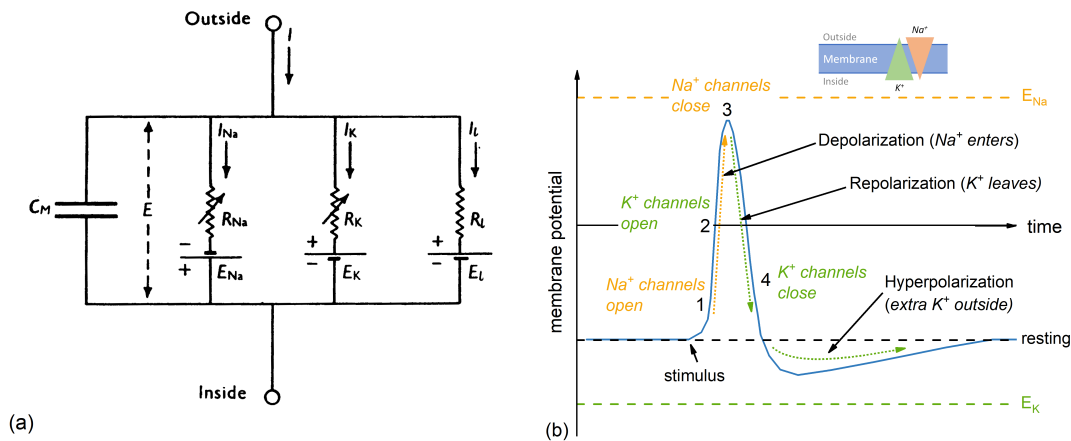 Outside
I
I_Na
I_K
I_l
C_M
E
R_Na
R_K
R_l
−
+
+
+
−
−
E_Na
E_K
E_l
Inside
(a)
Na⁺
Outside
Membrane
Inside
K⁺
Na⁺ channels
close
E_Na
3
Depolarization (Na⁺ enters)
Repolarization (K⁺ leaves)
K⁺ channels
open
2
time
membrane potential
4
K⁺ channels
close
Na⁺ channels
open
1
Hyperpolarization
(extra K⁺ outside)
resting
stimulus
E_K
(b)